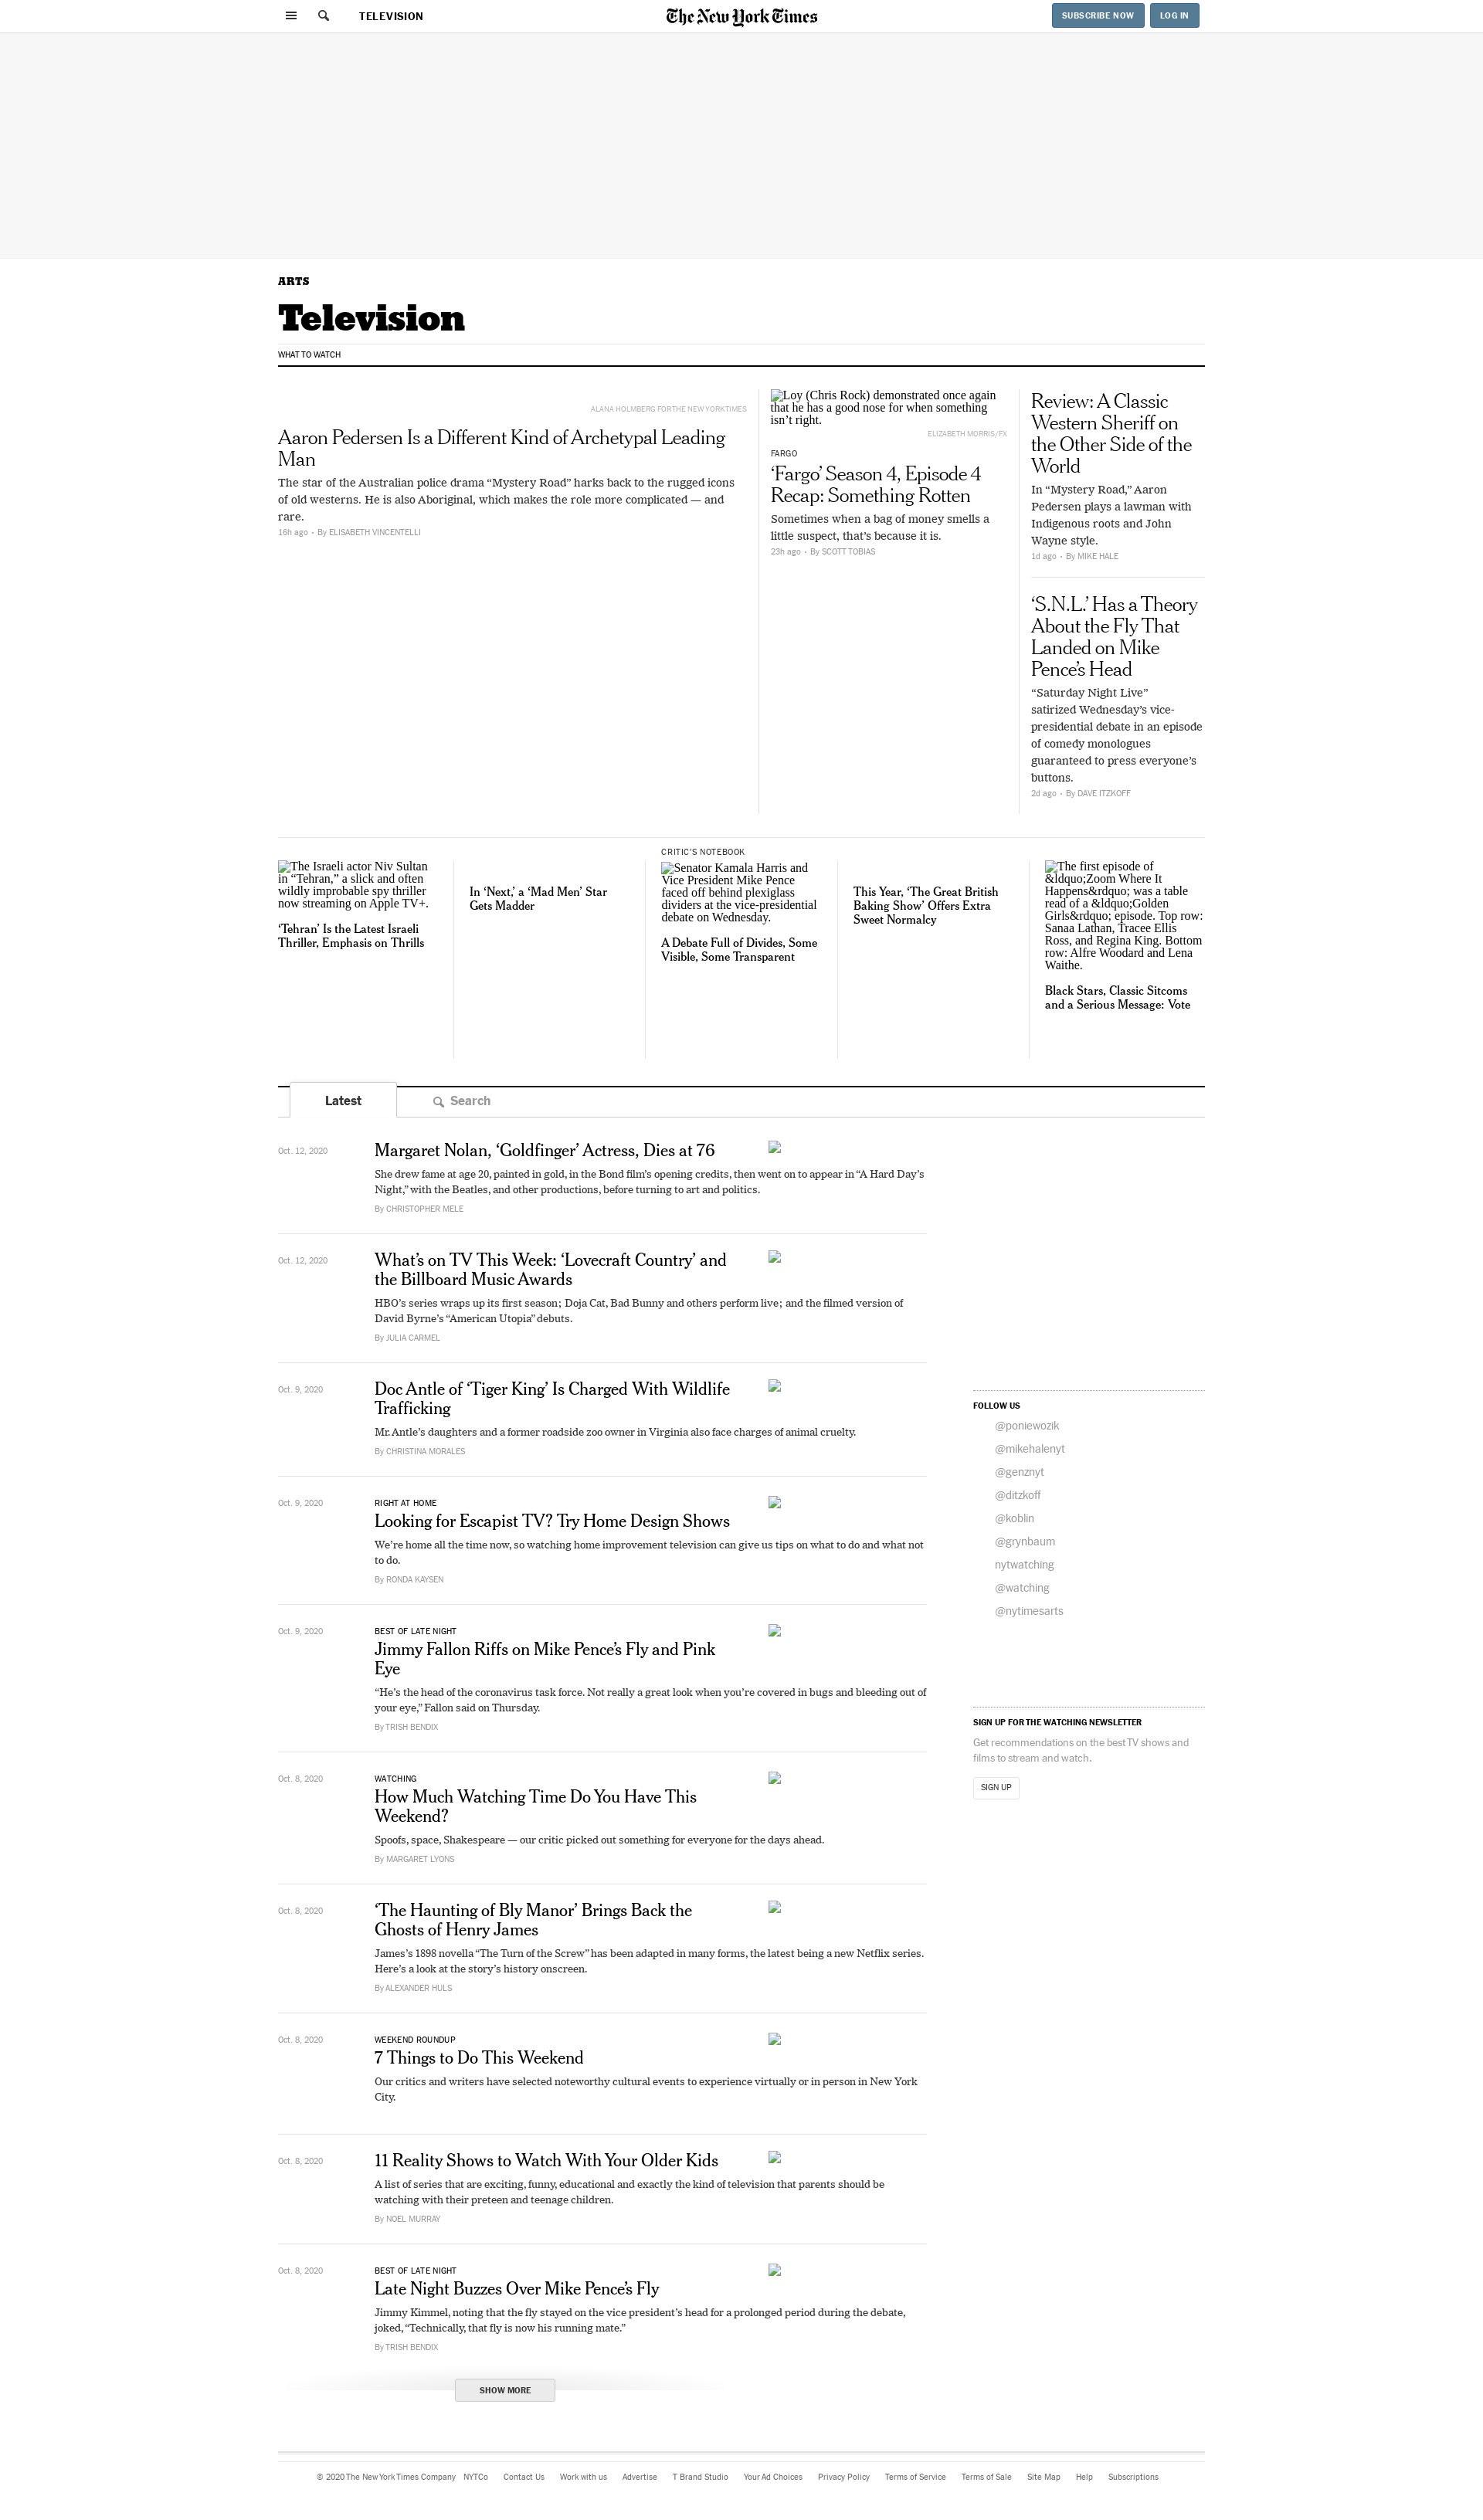 TELEVISION
The New York Times
SUBSCRIBE NOW
LOG IN
ARTS
Television
WHAT TO WATCH
ALANA HOLMBERG FOR THE NEW YORK TIMES
Aaron Pedersen Is a Different Kind of Archetypal Leading
Man
The star of the Australian police drama “Mystery Road” harks back to the rugged icons
of old westerns. He is also Aboriginal, which makes the role more complicated — and
rare.
16h ago • By ELISABETH VINCENTELLI
Loy (Chris Rock) demonstrated once again
that he has a good nose for when something
isn’t right.
ELIZABETH MORRIS/FX
FARGO
‘Fargo’ Season 4, Episode 4
Recap: Something Rotten
Sometimes when a bag of money smells a
little suspect, that’s because it is.
23h ago • By SCOTT TOBIAS
Review: A Classic
Western Sheriff on
the Other Side of the
World
In “Mystery Road,” Aaron
Pedersen plays a lawman with
Indigenous roots and John
Wayne style.
1d ago • By MIKE HALE
‘S.N.L.’ Has a Theory
About the Fly That
Landed on Mike
Pence’s Head
“Saturday Night Live”
satirized Wednesday’s vice-
presidential debate in an episode
of comedy monologues
guaranteed to press everyone’s
buttons.
2d ago • By DAVE ITZKOFF
The Israeli actor Niv Sultan
in “Tehran,” a slick and often
wildly improbable spy thriller
now streaming on Apple TV+.
‘Tehran’ Is the Latest Israeli
Thriller, Emphasis on Thrills
In ‘Next,’ a ‘Mad Men’ Star
Gets Madder
CRITIC’S NOTEBOOK
Senator Kamala Harris and
Vice President Mike Pence
faced off behind plexiglass
dividers at the vice-presidential
debate on Wednesday.
A Debate Full of Divides, Some
Visible, Some Transparent
This Year, ‘The Great British
Baking Show’ Offers Extra
Sweet Normalcy
The first episode of
&ldquo;Zoom Where It
Happens&rdquo; was a table
read of a &ldquo;Golden
Girls&rdquo; episode. Top row:
Sanaa Lathan, Tracee Ellis
Ross, and Regina King. Bottom
row: Alfre Woodard and Lena
Waithe.
Black Stars, Classic Sitcoms
and a Serious Message: Vote
Latest
Search
Oct. 12, 2020
Margaret Nolan, ‘Goldfinger’ Actress, Dies at 76
She drew fame at age 20, painted in gold, in the Bond film’s opening credits, then went on to appear in “A Hard Day’s
Night,” with the Beatles, and other productions, before turning to art and politics.
By CHRISTOPHER MELE
Oct. 12, 2020
What’s on TV This Week: ‘Lovecraft Country’ and
the Billboard Music Awards
HBO’s series wraps up its first season; Doja Cat, Bad Bunny and others perform live; and the filmed version of
David Byrne’s “American Utopia” debuts.
By JULIA CARMEL
Oct. 9, 2020
Doc Antle of ‘Tiger King’ Is Charged With Wildlife
Trafficking
Mr. Antle’s daughters and a former roadside zoo owner in Virginia also face charges of animal cruelty.
By CHRISTINA MORALES
Oct. 9, 2020
RIGHT AT HOME
Looking for Escapist TV? Try Home Design Shows
We’re home all the time now, so watching home improvement television can give us tips on what to do and what not
to do.
By RONDA KAYSEN
Oct. 9, 2020
BEST OF LATE NIGHT
Jimmy Fallon Riffs on Mike Pence’s Fly and Pink
Eye
“He’s the head of the coronavirus task force. Not really a great look when you’re covered in bugs and bleeding out of
your eye,” Fallon said on Thursday.
By TRISH BENDIX
Oct. 8, 2020
WATCHING
How Much Watching Time Do You Have This
Weekend?
Spoofs, space, Shakespeare — our critic picked out something for everyone for the days ahead.
By MARGARET LYONS
Oct. 8, 2020
‘The Haunting of Bly Manor’ Brings Back the
Ghosts of Henry James
James’s 1898 novella “The Turn of the Screw” has been adapted in many forms, the latest being a new Netflix series.
Here’s a look at the story’s history onscreen.
By ALEXANDER HULS
Oct. 8, 2020
WEEKEND ROUNDUP
7 Things to Do This Weekend
Our critics and writers have selected noteworthy cultural events to experience virtually or in person in New York
City.
Oct. 8, 2020
11 Reality Shows to Watch With Your Older Kids
A list of series that are exciting, funny, educational and exactly the kind of television that parents should be
watching with their preteen and teenage children.
By NOEL MURRAY
Oct. 8, 2020
BEST OF LATE NIGHT
Late Night Buzzes Over Mike Pence’s Fly
Jimmy Kimmel, noting that the fly stayed on the vice president’s head for a prolonged period during the debate,
joked, “Technically, that fly is now his running mate.”
By TRISH BENDIX
SHOW MORE
FOLLOW US
@poniewozik
@mikehalenyt
@genznyt
@ditzkoff
@koblin
@grynbaum
nytwatching
@watching
@nytimesarts
SIGN UP FOR THE WATCHING NEWSLETTER
Get recommendations on the best TV shows and
films to stream and watch.
SIGN UP
© 2020 The New York Times Company NYTCo Contact Us Work with us Advertise T Brand Studio Your Ad Choices Privacy Policy Terms of Service Terms of Sale Site Map Help Subscriptions